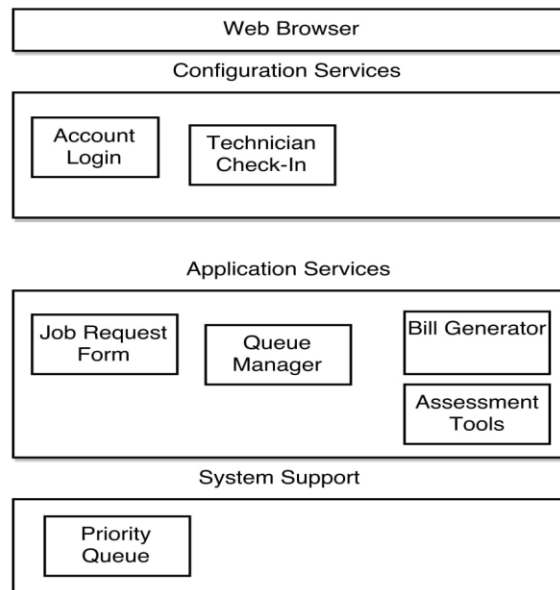 Web Browser
Configuration Services
Account
Login
Technician
Check-In
Application Services
Job Request
Form
Queue
Manager
Bill Generator
Assessment
Tools
System Support
Priority
Queue